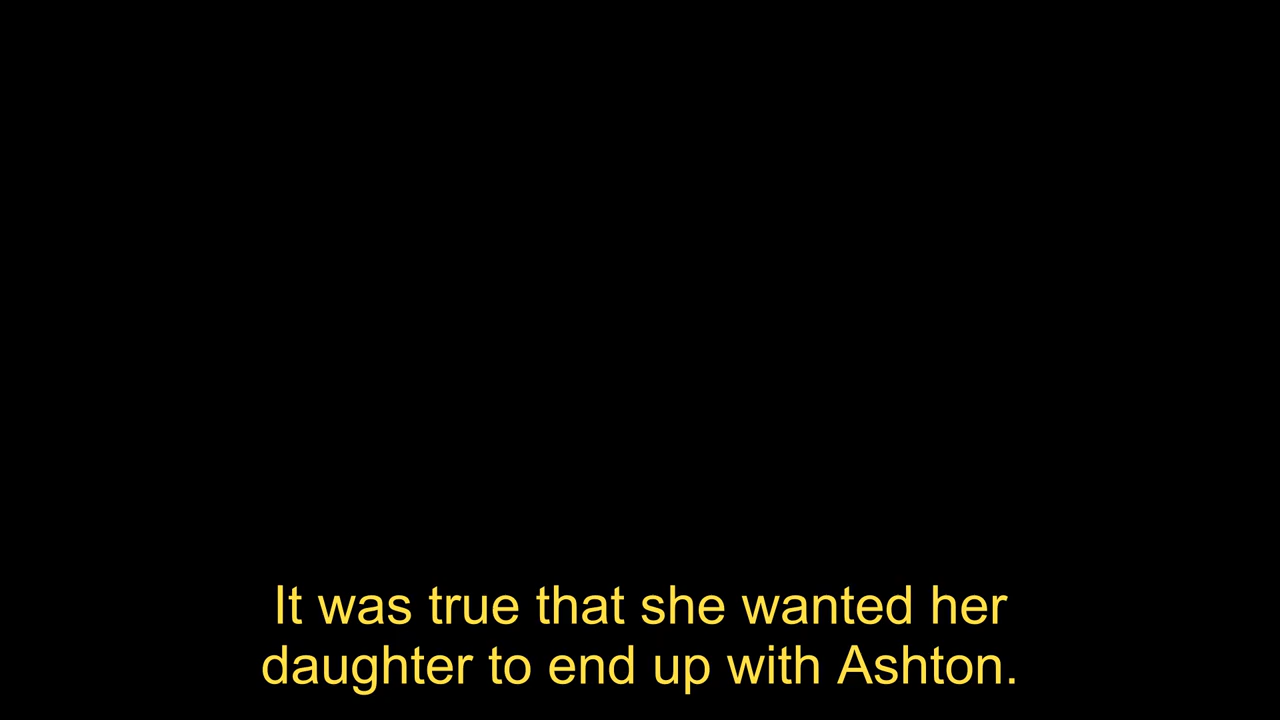 It was true that she wanted her
daughter to end up with Ashton.